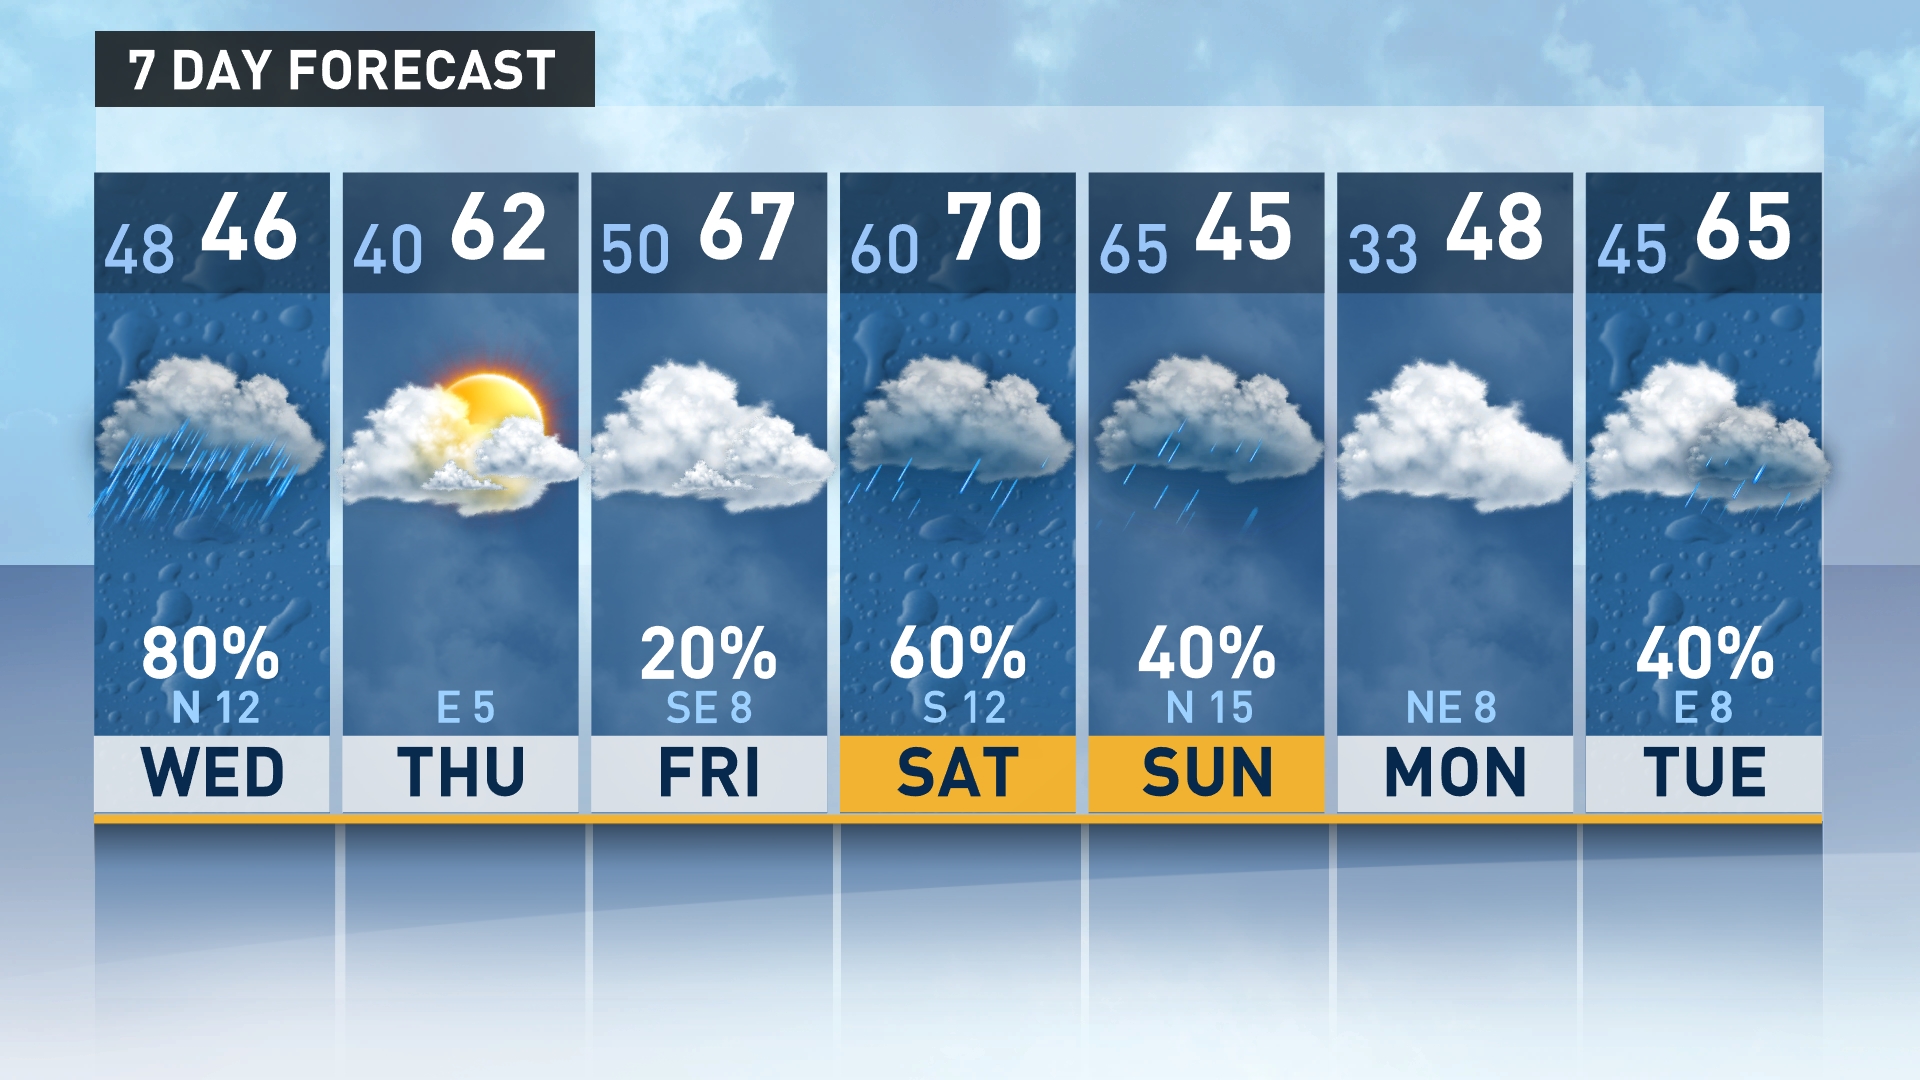 7 DAY FORECAST
48 46
40 62
50 67
60 70
65 45
33 48
45 65
80%
20%
60%
40%
40%
N 12
E 5
SE 8
S 12
N 15
NE 8
E 8
WED
THU
FRI
SAT
SUN
MON
TUE